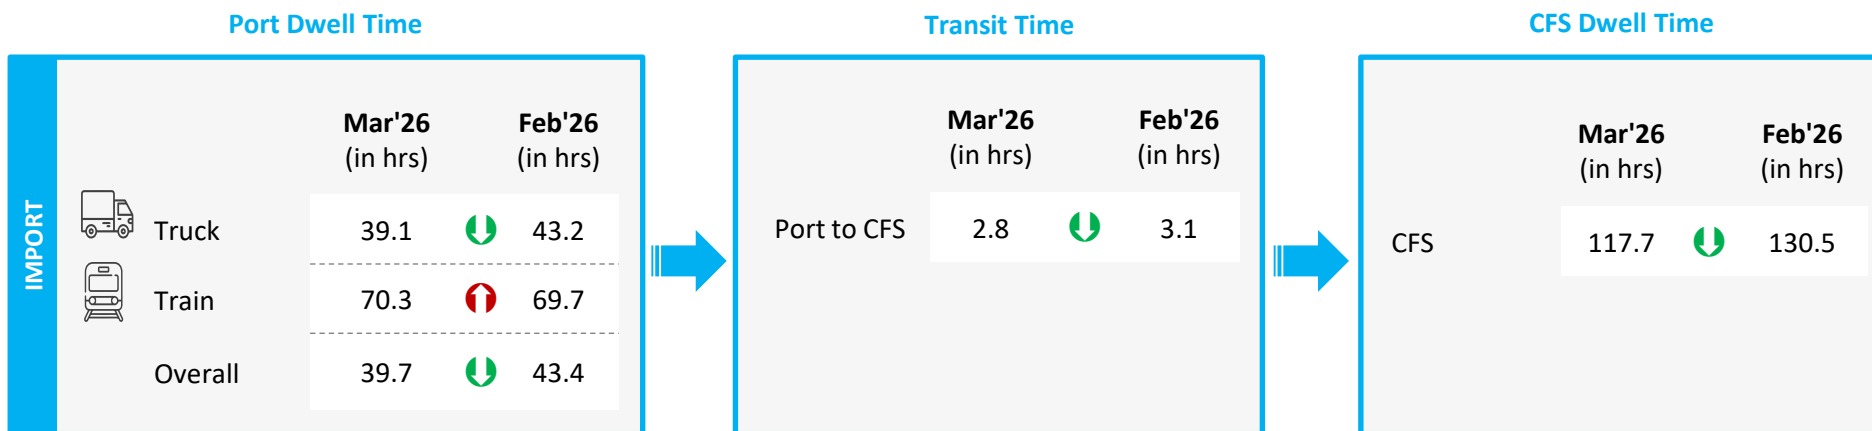 Port Dwell Time
IMPORT
Mar'26 Feb'26
(in hrs) (in hrs)
Truck 39.1 43.2
Train 70.3 69.7
Overall 39.7 43.4
Transit Time
Mar'26 Feb'26
(in hrs) (in hrs)
Port to CFS 2.8 3.1
CFS Dwell Time
Mar'26 Feb'26
(in hrs) (in hrs)
CFS 117.7 130.5